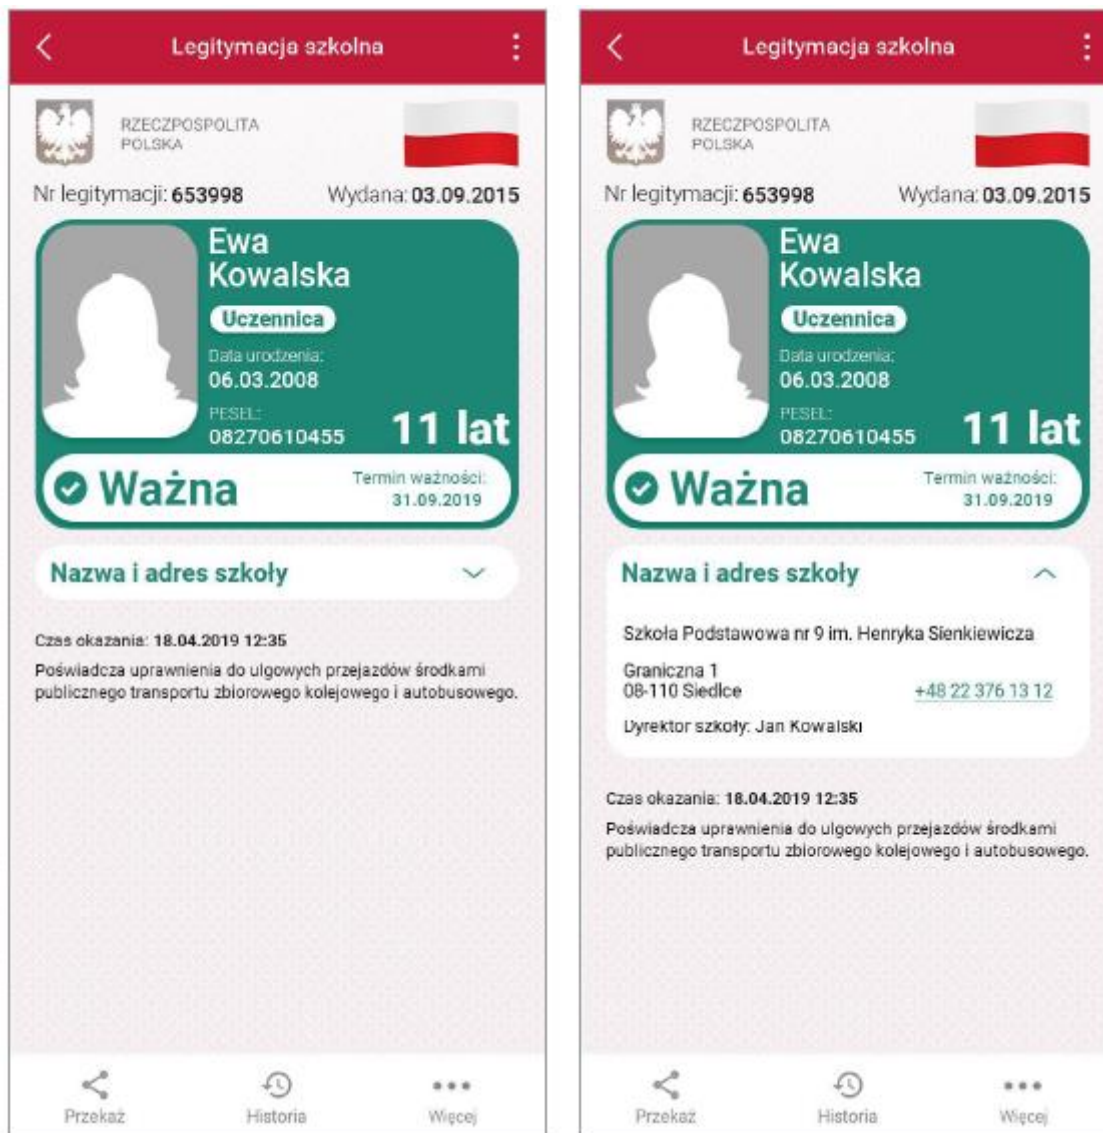 Legitymacja szkolna
RZECZPOSPOLITA
POLSKA
Nr legitymacji: 653998 Wydana: 03.09.2015
Ewa
Kowalska
Uczennica
Data urodzenia:
06.03.2008
PESEL:
08270610455
11 lat
Ważna
Termin ważności:
31.09.2019
Nazwa i adres szkoły
Czas okazania: 18.04.2019 12:35
Poświadcza uprawnienia do ulgowych przejazdów środkami
publicznego transportu zbiorowego kolejowego i autobusowego.
Przekaż Historia Więcej
Legitymacja szkolna
RZECZPOSPOLITA
POLSKA
Nr legitymacji: 653998 Wydana: 03.09.2015
Ewa
Kowalska
Uczennica
Data urodzenia:
06.03.2008
PESEL:
08270610455
11 lat
Ważna
Termin ważności:
31.09.2019
Nazwa i adres szkoły
Szkoła Podstawowa nr 9 im. Henryka Sienkiewicza
Graniczna 1
08-110 Siedlce +48 22 376 13 12
Dyrektor szkoły: Jan Kowalski
Czas okazania: 18.04.2019 12:35
Poświadcza uprawnienia do ulgowych przejazdów środkami
publicznego transportu zbiorowego kolejowego i autobusowego.
Przekaż Historia Więcej